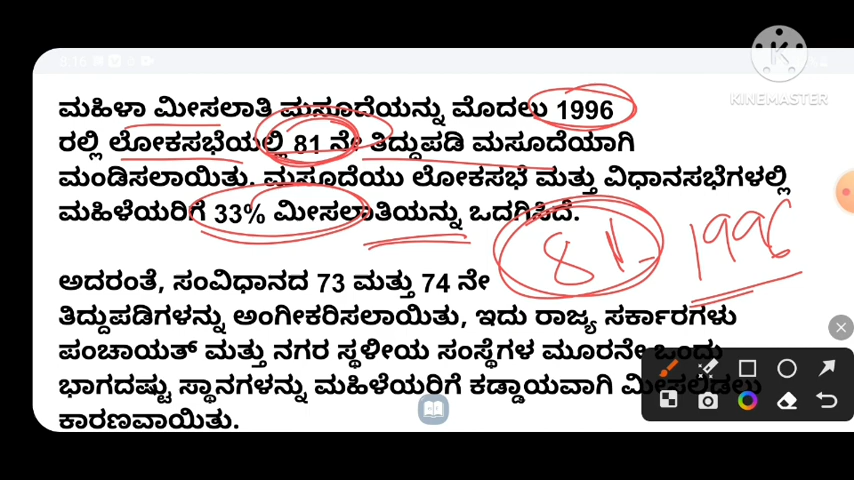 8:16
KINEMASTER
ಮಹಿಳಾ ಮೀಸಲಾತಿ ಮಸೂದೆಯನ್ನು ಮೊದಲು 1996
ರಲ್ಲಿ ಲೋಕಸಭೆಯಲ್ಲಿ 81 ನೇ ತಿದ್ದುಪಡಿ ಮಸೂದೆಯಾಗಿ
ಮಂಡಿಸಲಾಯಿತು. ಮಸೂದೆಯು ಲೋಕಸಭೆ ಮತ್ತು ವಿಧಾನಸಭೆಗಳಲ್ಲಿ
ಮಹಿಳೆಯರಿಗೆ 33% ಮೀಸಲಾತಿಯನ್ನು ಒದಗಿಸಿದೆ.
81 1996
ಅದರಂತೆ, ಸಂವಿಧಾನದ 73 ಮತ್ತು 74 ನೇ
ತಿದ್ದುಪಡಿಗಳನ್ನು ಅಂಗೀಕರಿಸಲಾಯಿತು, ಇದು ರಾಜ್ಯ ಸರ್ಕಾರಗಳು
ಪಂಚಾಯತ್ ಮತ್ತು ನಗರ ಸ್ಥಳೀಯ ಸಂಸ್ಥೆಗಳ ಮೂರನೇ ಒಂದು
ಭಾಗದಷ್ಟು ಸ್ಥಾನಗಳನ್ನು ಮಹಿಳೆಯರಿಗೆ ಕಡ್ಡಾಯವಾಗಿ ಮೀಸಲಿಡಲು
ಕಾರಣವಾಯಿತು.